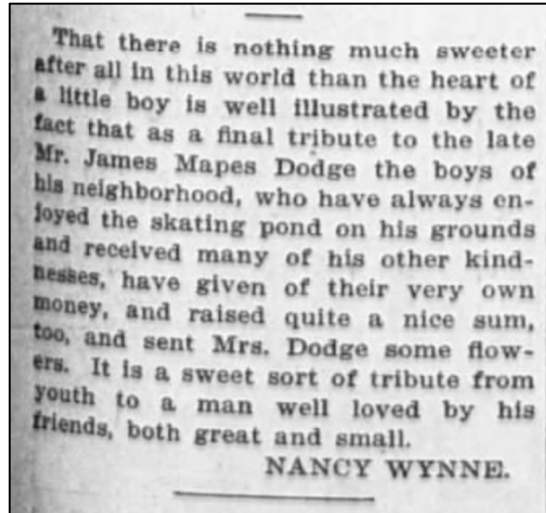 That there is nothing much sweeter
after all in this world than the heart of
a little boy is well illustrated by the
fact that as a final tribute to the late
Mr. James Mapes Dodge the boys of
his neighborhood, who have always en-
joyed the skating pond on his grounds
and received many of his other kind-
nesses, have given of their very own
money, and raised quite a nice sum,
too, and sent Mrs. Dodge some flow-
ers. It is a sweet sort of tribute from
youth to a man well loved by his
friends, both great and small.
NANCY WYNNE.